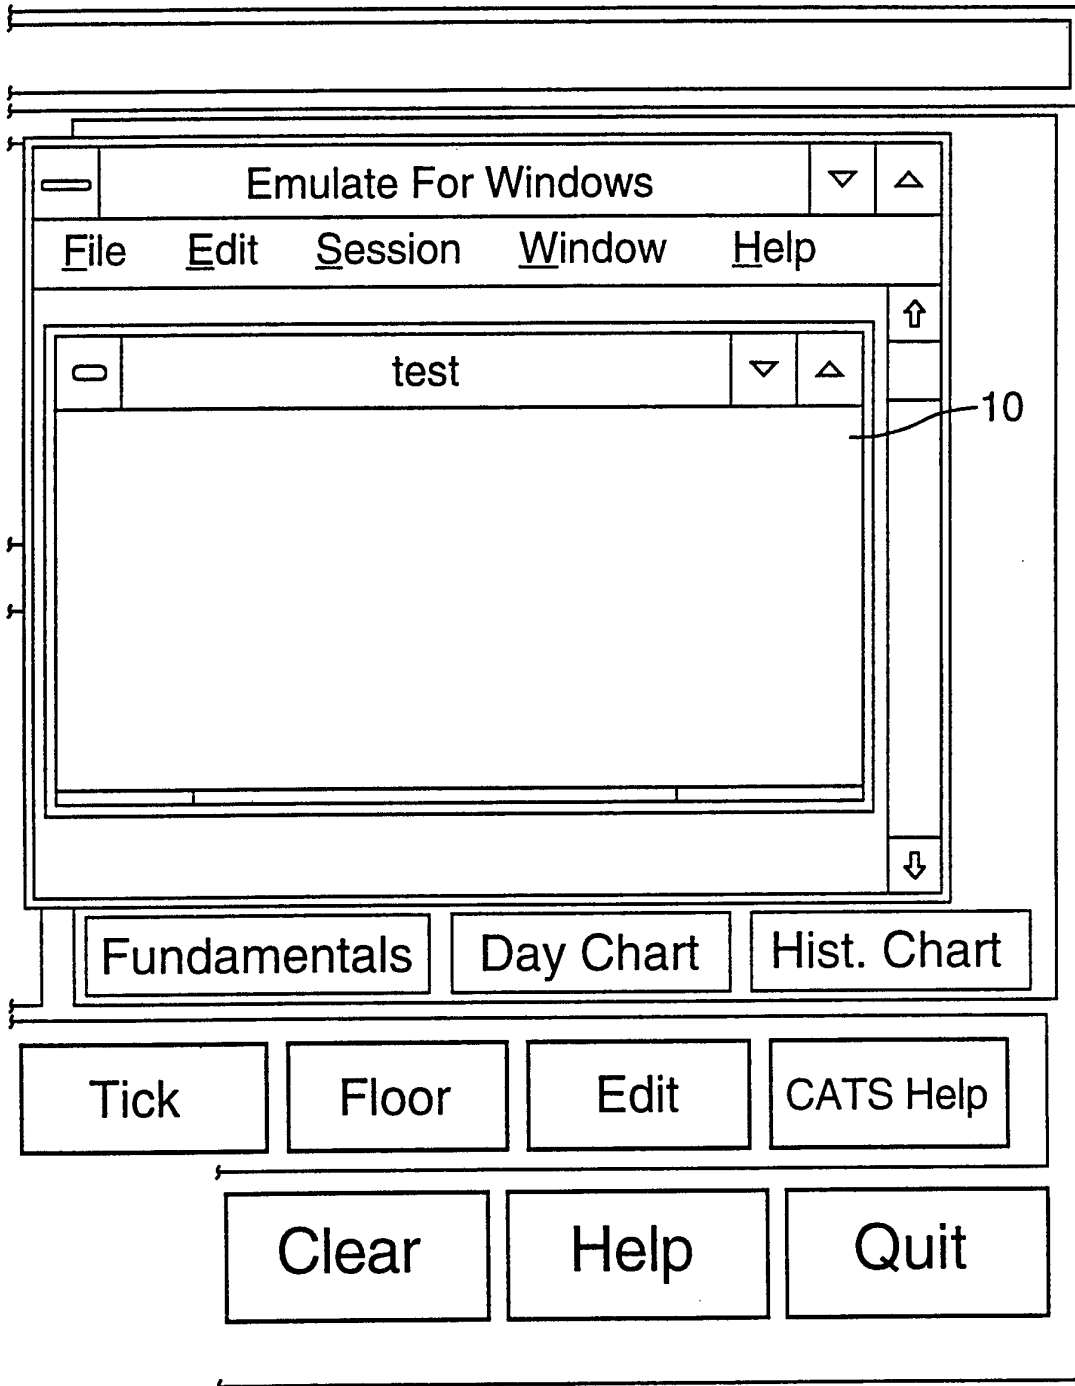 Emulate For Windows
File Edit Session Window Help
test
10
Fundamentals Day Chart Hist. Chart
Tick Floor Edit CATS Help
Clear Help Quit